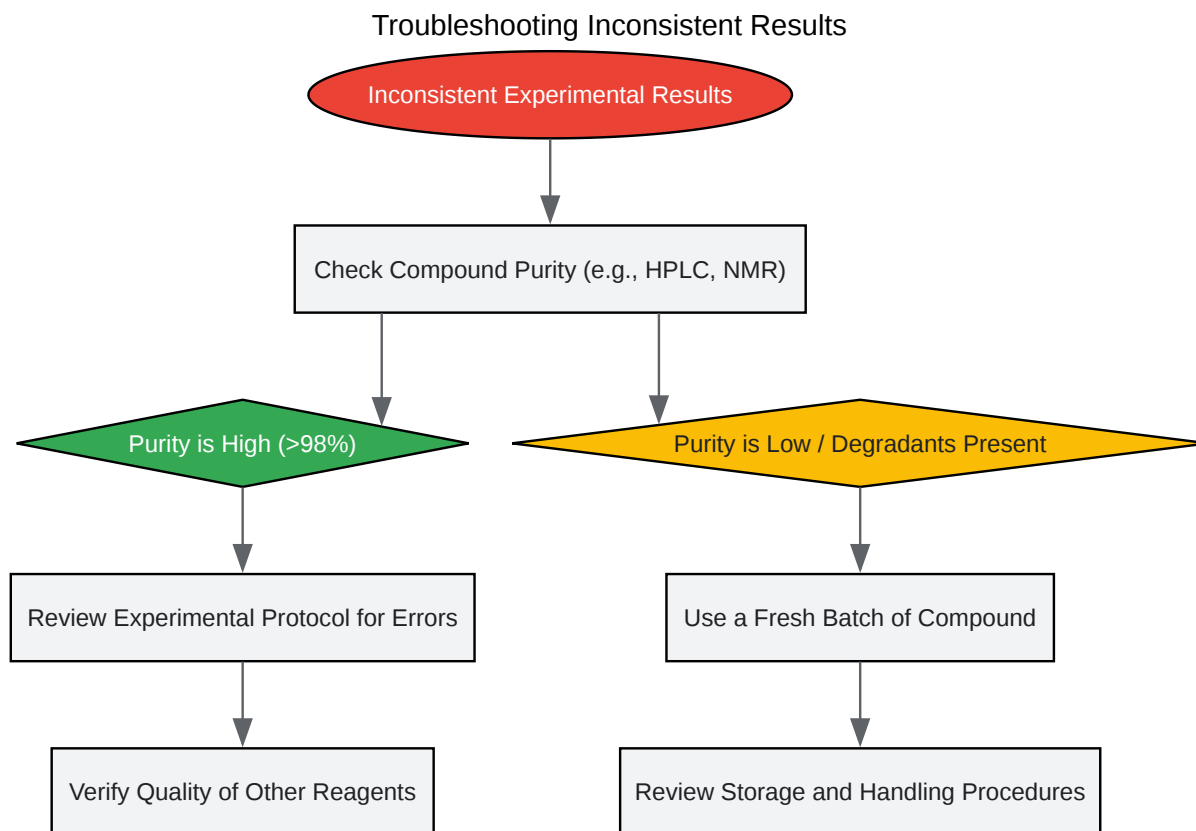 Troubleshooting Inconsistent Results
Inconsistent Experimental Results
Check Compound Purity (e.g., HPLC, NMR)
Purity is High (>98%)
Purity is Low / Degradants Present
Review Experimental Protocol for Errors
Use a Fresh Batch of Compound
Verify Quality of Other Reagents
Review Storage and Handling Procedures